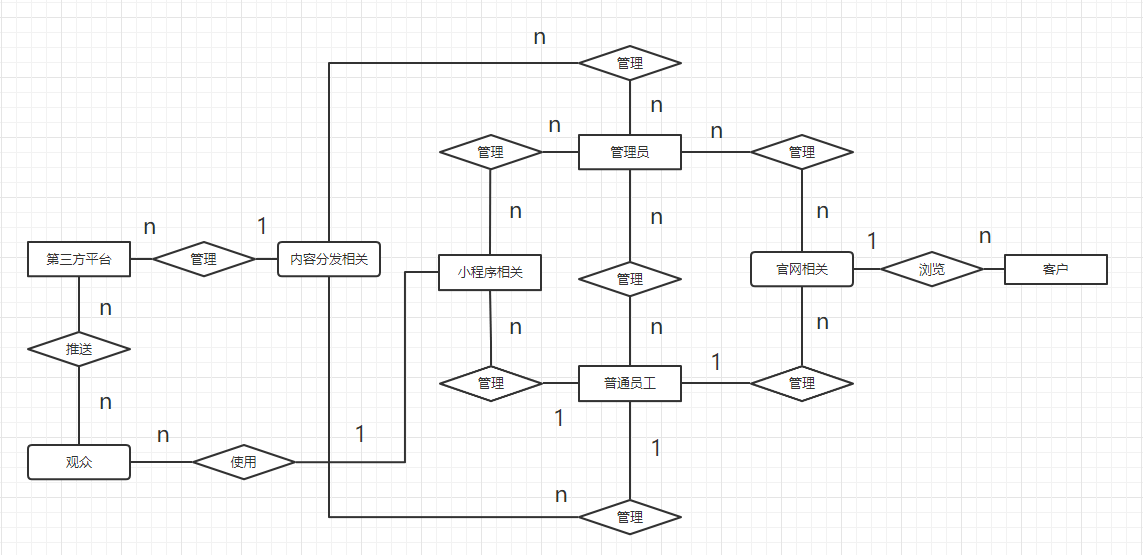 n
管理
n
n
n
管理
管理员
管理
n
n
n
n
1
1
n
第三方平台
管理
内容分发相关
小程序相关
管理
官网相关
浏览
客户
n
n
n
n
推送
1
管理
普通员工
管理
n
1
n
1
1
观众
使用
n
管理